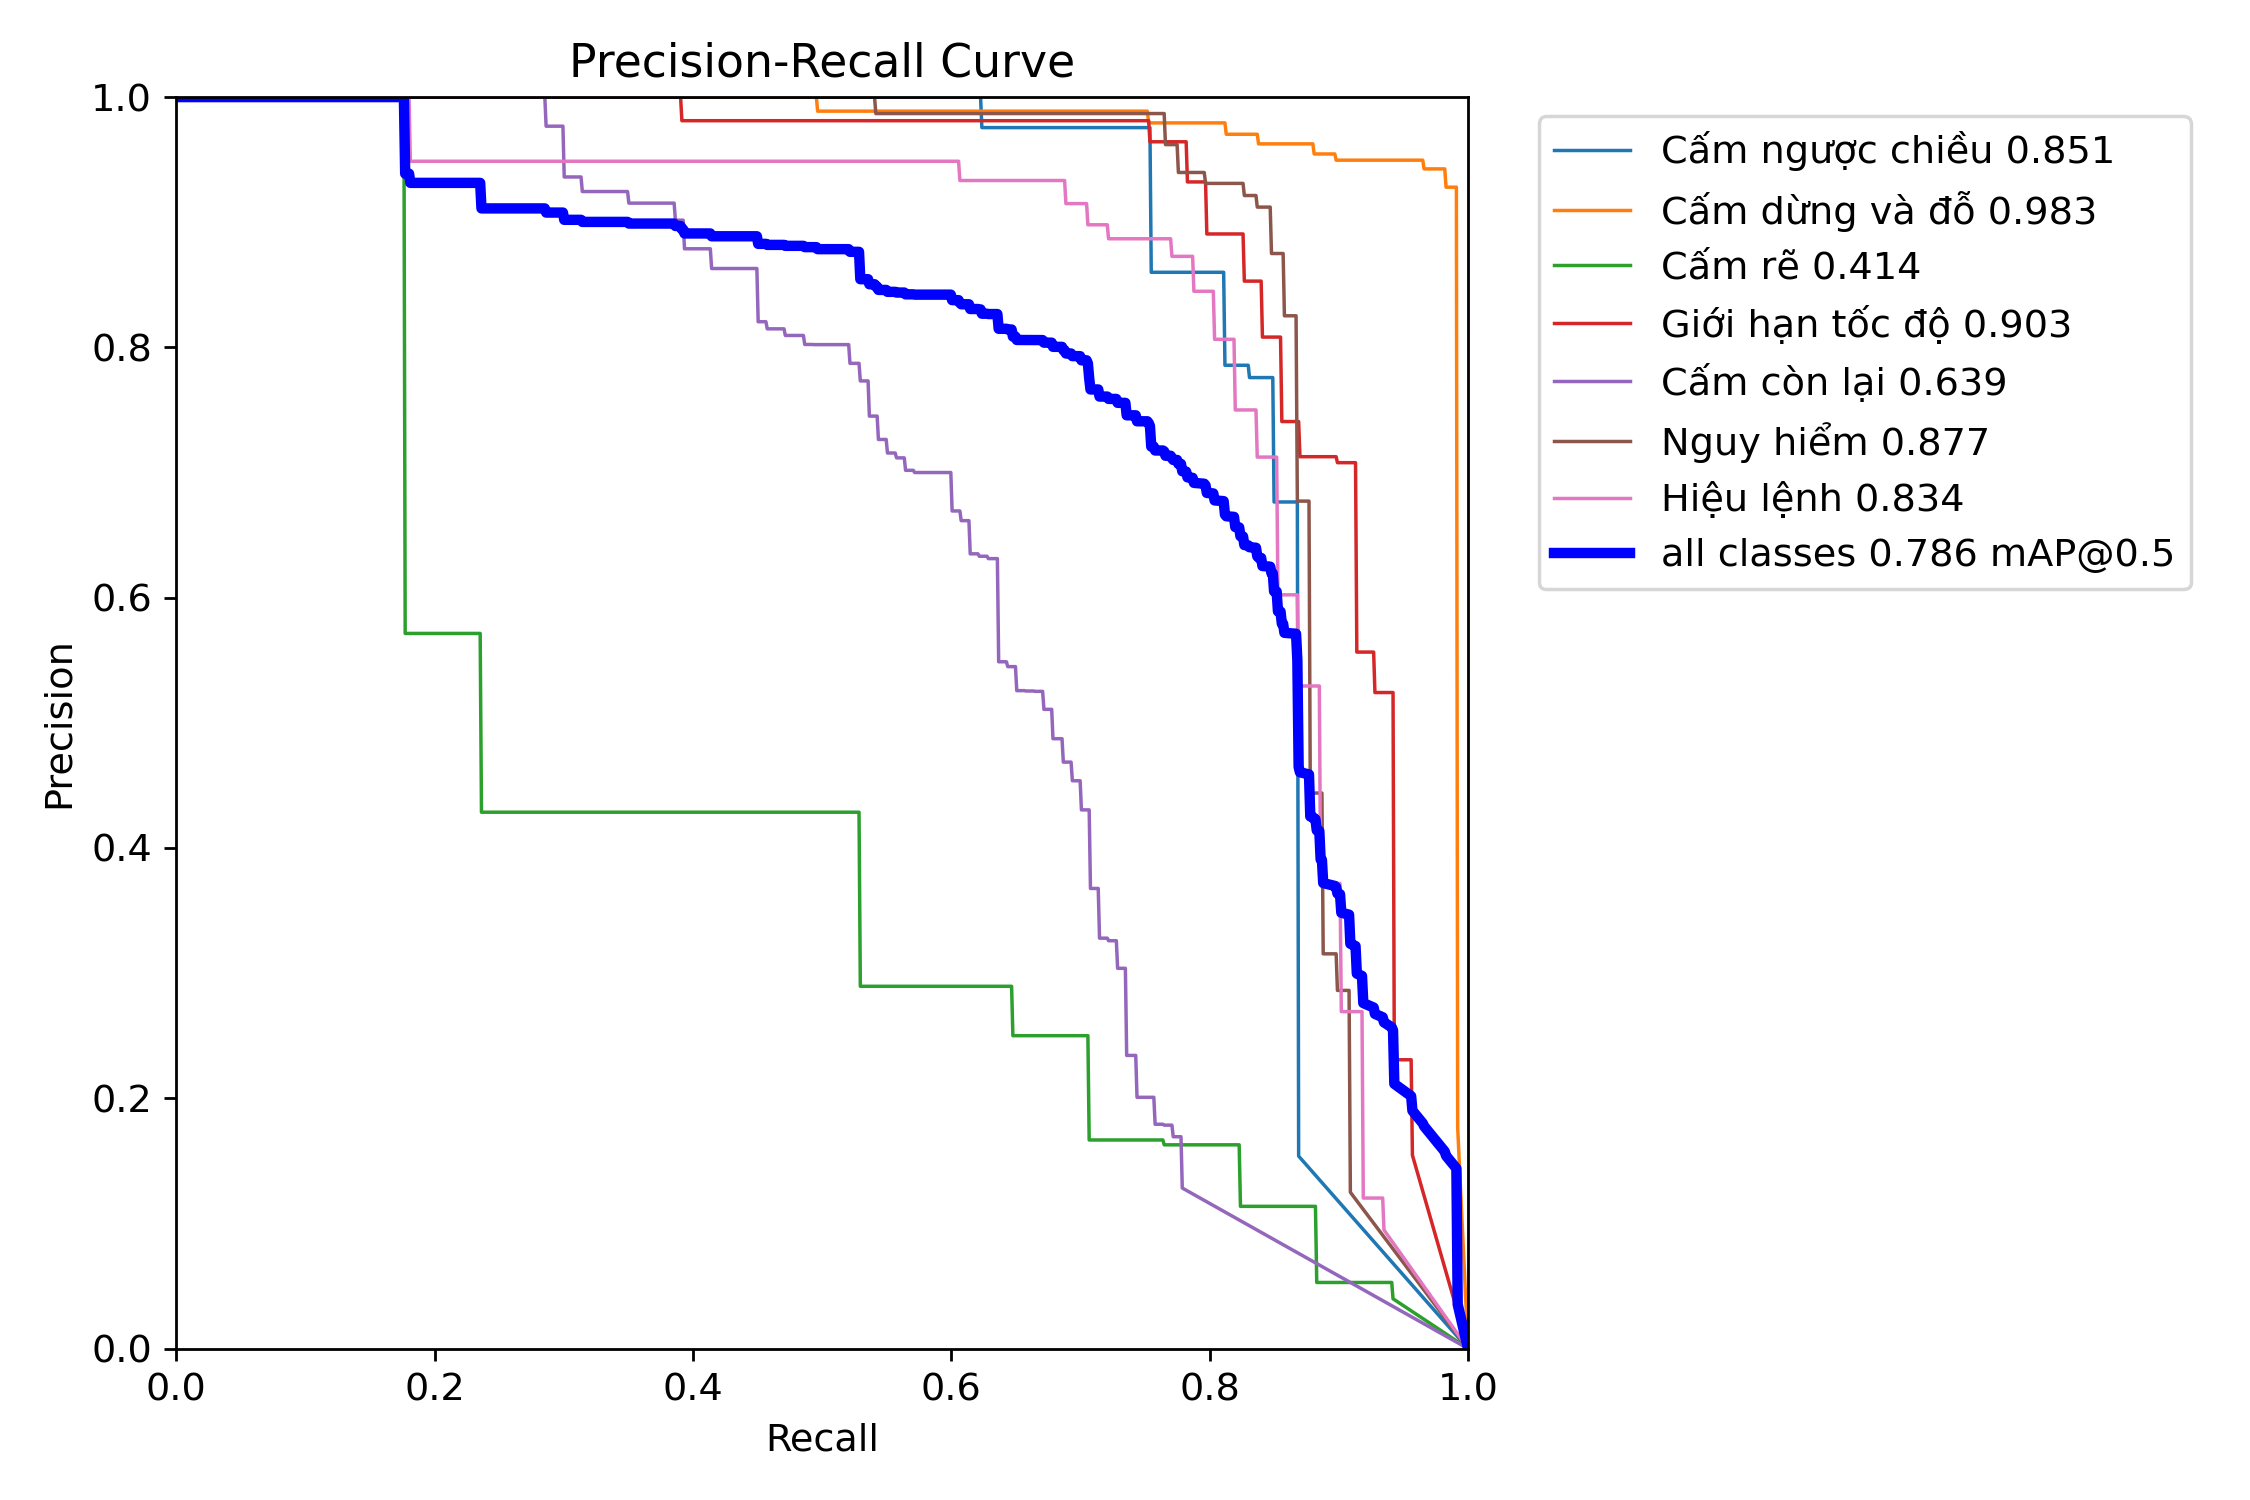 Precision-Recall Curve
1.0
0.8
0.6
0.4
0.2
0.0
Precision
0.0 0.2 0.4 0.6 0.8 1.0
Recall
Cấm ngược chiều 0.851
Cấm dừng và đỗ 0.983
Cấm rẽ 0.414
Giới hạn tốc độ 0.903
Cấm còn lại 0.639
Nguy hiểm 0.877
Hiệu lệnh 0.834
all classes 0.786 mAP@0.5